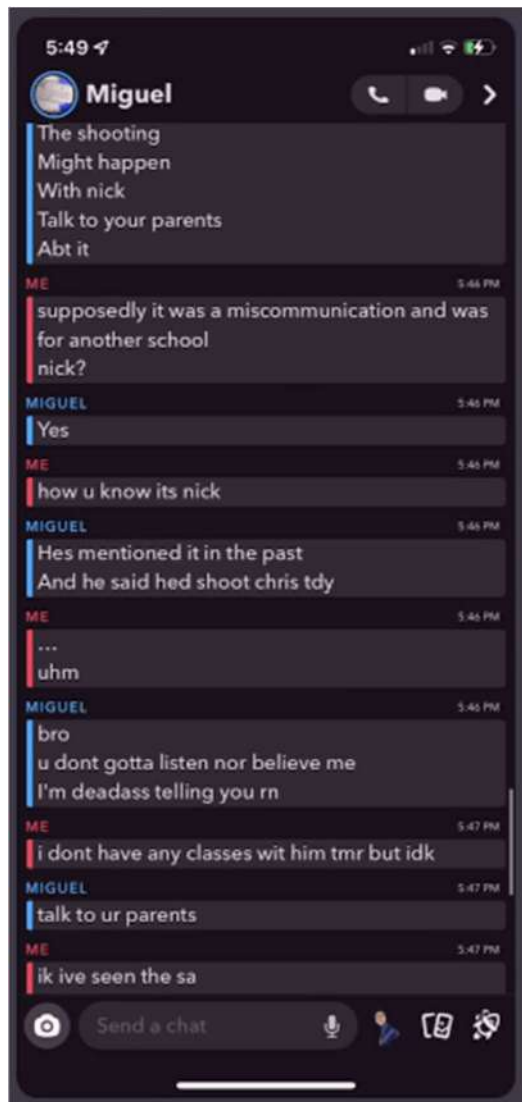 5:49
Miguel
The shooting
Might happen
With nick
Talk to your parents
Abt it
ME 5:46 PM
supposedly it was a miscommunication and was
for another school
nick?
MIGUEL 5:46 PM
Yes
ME 5:46 PM
how u know its nick
MIGUEL 5:46 PM
Hes mentioned it in the past
And he said hed shoot chris tdy
ME 5:46 PM
...
uhm
MIGUEL 5:46 PM
bro
u dont gotta listen nor believe me
I'm deadass telling you rn
ME 5:47 PM
i dont have any classes wit him tmr but idk
MIGUEL 5:47 PM
talk to ur parents
ME 5:47 PM
ik ive seen the sa
Send a chat